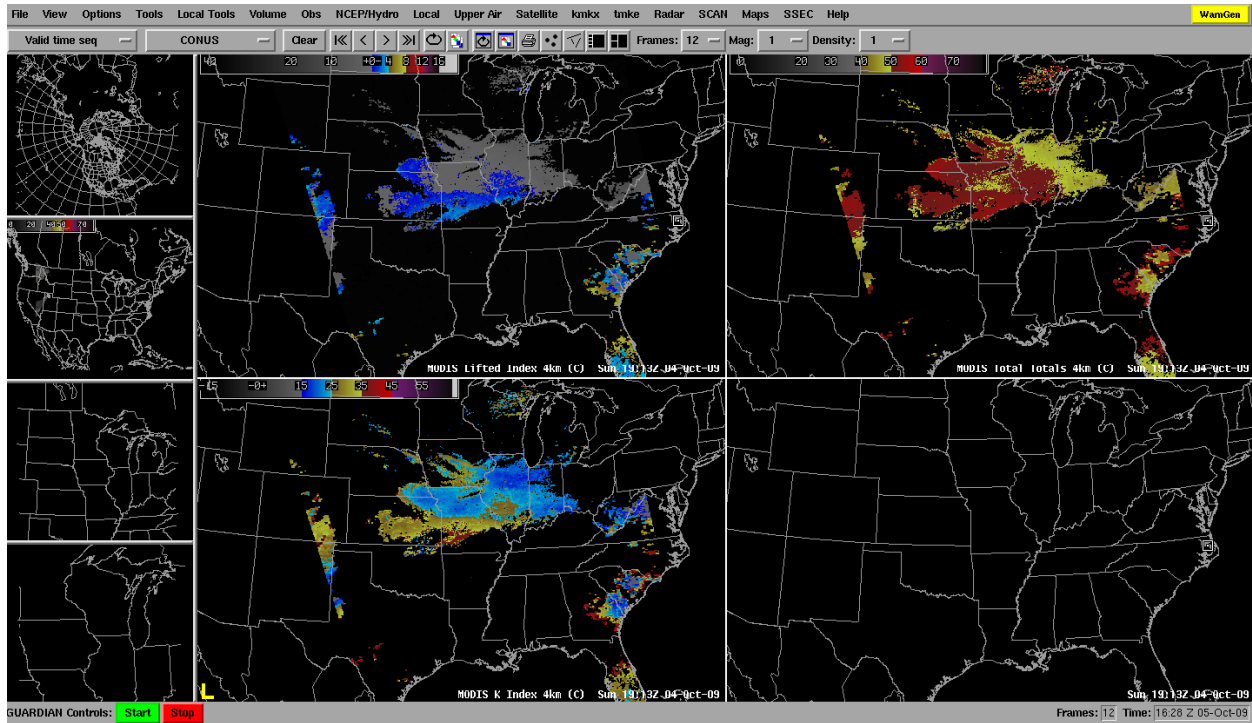 File View Options Tools Local Tools Volume Obs NCEP/Hydro Local Upper Air Satellite kmkx tmke Radar SCAN Maps SSEC Help WarnGen
Valid time seq CONUS Clear Frames: 12 Mag: 1 Density: 1
20 10 +0- 4 8 12 16
20 30 40 50 60 70
MODIS Lifted Index 4km (C) Sun 19:13Z 04-Oct-09
MODIS Total Totals 4km (C) Sun 19:13Z 04-Oct-09
-15 -0+ 15 25 35 45 55
L
MODIS K Index 4km (C) Sun 19:13Z 04-Oct-09
Sun 19:13Z 04-Oct-09
GUARDIAN Controls: Start Stop Frames: 12 Time: 16:28 Z 05-Oct-09